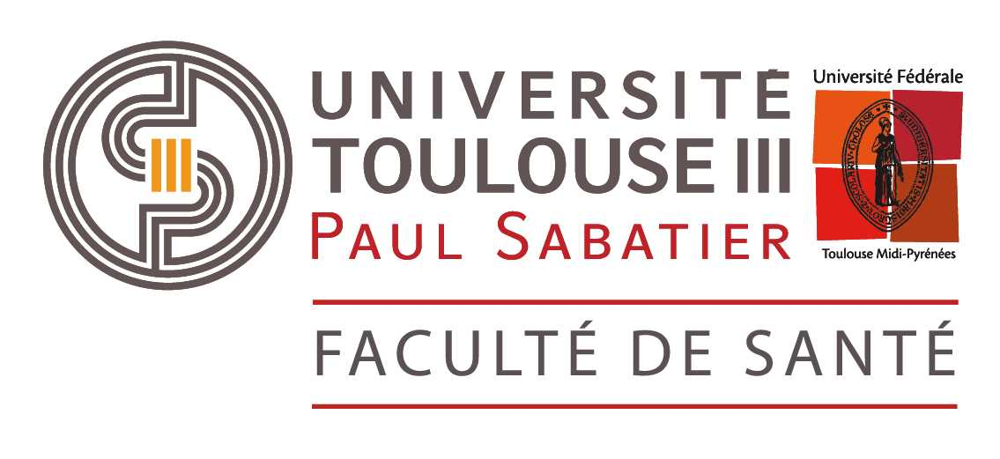 UNIVERSITÉ
TOULOUSE III
PAUL SABATIER
Université Fédérale
Toulouse Midi-Pyrénées
FACULTÉ DE SANTÉ